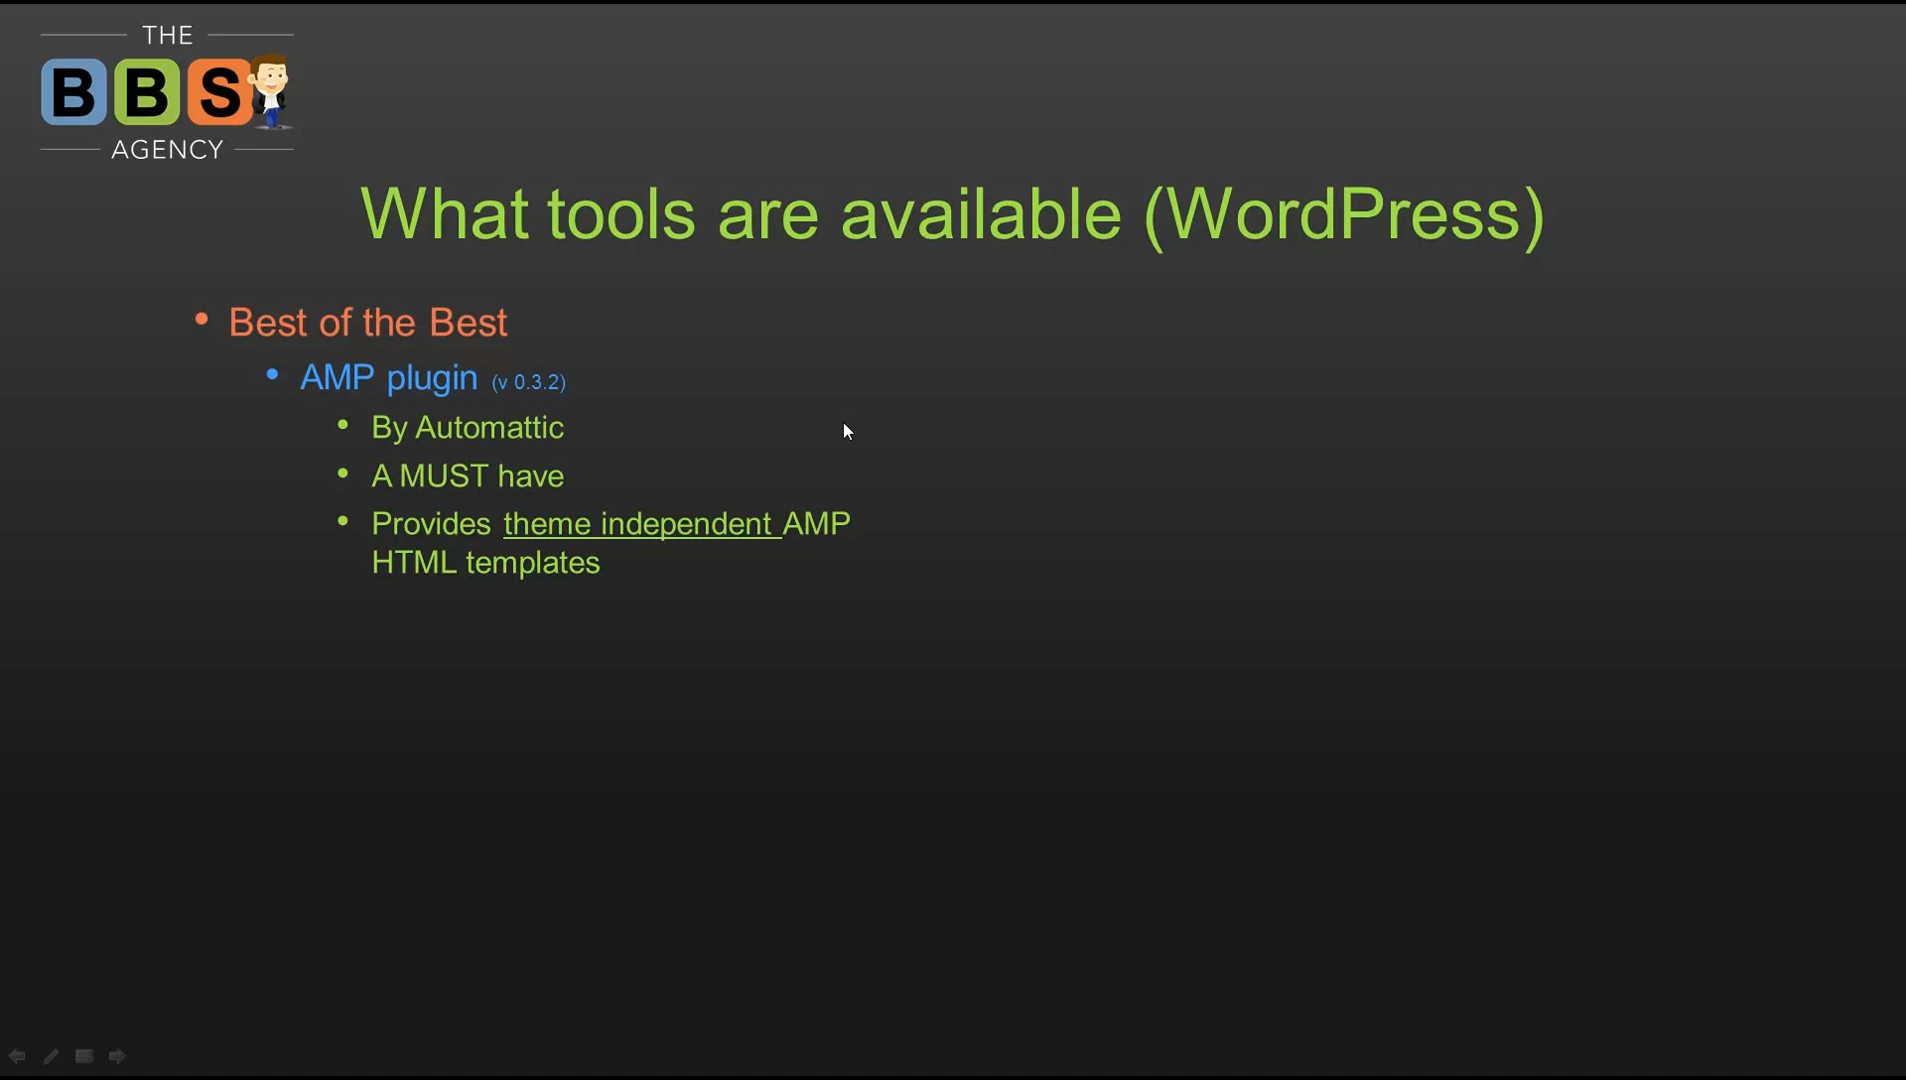 THE
BBS
AGENCY
What tools are available (WordPress)
• Best of the Best
• AMP plugin (v 0.3.2)
• By Automattic
• A MUST have
• Provides theme independent AMP
HTML templates